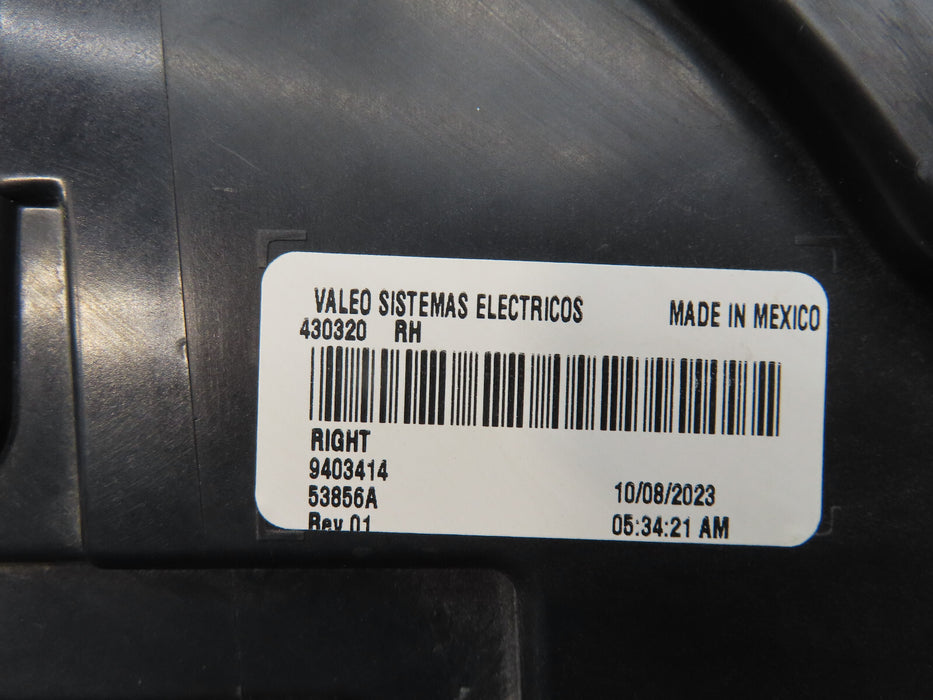 VALEO SISTEMAS ELECTRICOS MADE IN MEXICO
430320 RH
RIGHT
9403414
53856A 10/08/2023
Rev 01 05:34:21 AM